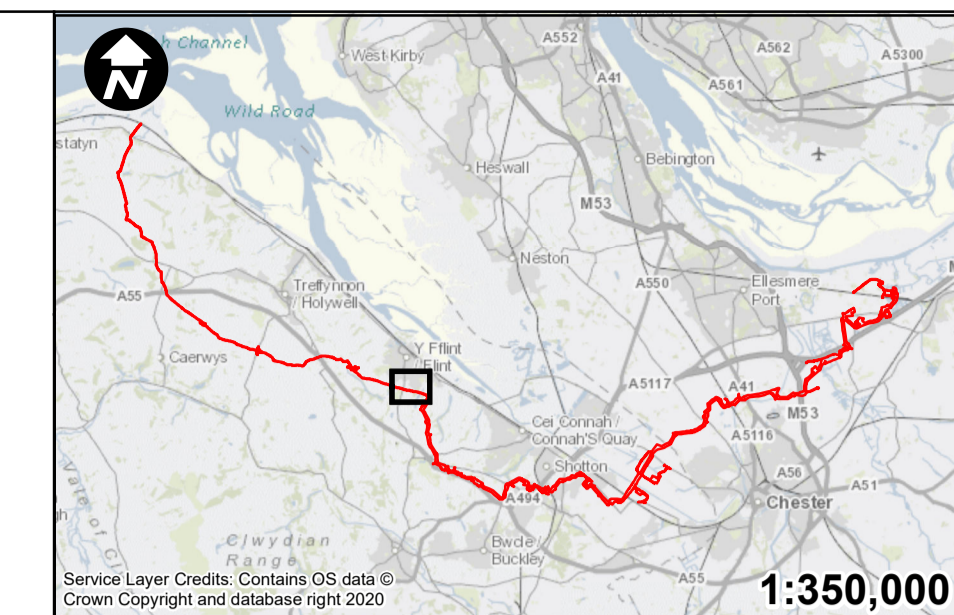 N
Channel
West Kirby
A552
A562
A5300
A41
A561
Wild Road
Heswall
Bebington
M53
Neston
A550
Ellesmere
Port
A55
Treffynnon
/ Holywell
Caerwys
Y Fflint
/ Flint
A5117
A41
M53
Cei Connah /
Connah'S Quay
A5116
Shotton
A56
A51
A494
Chester
Clwydian
Range
Buckley
A55
Service Layer Credits: Contains OS data ©
Crown Copyright and database right 2020
1:350,000